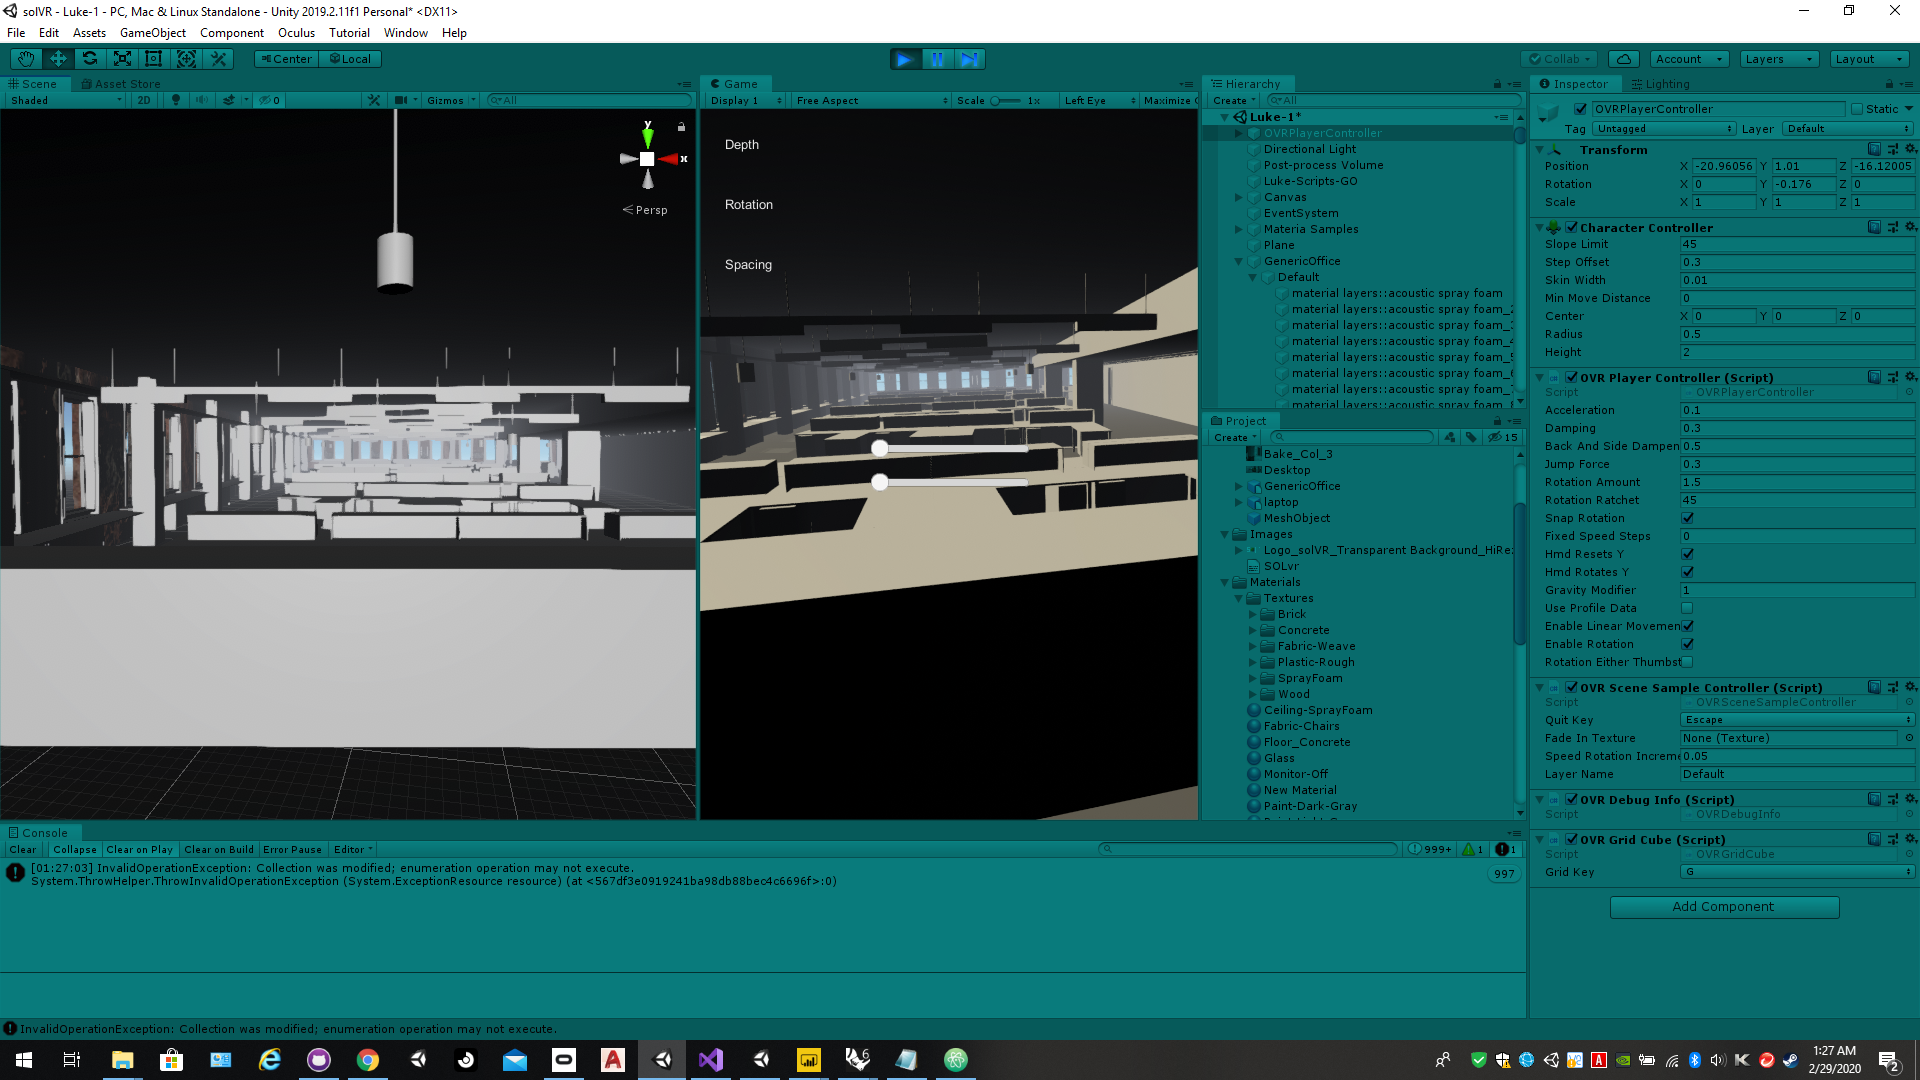 solVR - Luke-1 - PC, Mac & Linux Standalone - Unity 2019.2.11f1 Personal* <DX11>
File Edit Assets GameObject Component Oculus Tutorial Window Help
Center Local Collab Account Layers Layout
Scene Asset Store
Shaded 2D 0 Gizmos All
y
x
Persp
Game
Display 1 Free Aspect Scale 1x Left Eye Maximize
Depth
Rotation
Spacing
Hierarchy
Create All
Luke-1*
OVRPlayerController
Directional Light
Post-process Volume
Luke-Scripts-GO
Canvas
EventSystem
Materia Samples
Plane
GenericOffice
Default
material layers::acoustic spray foam
material layers::acoustic spray foam_2
material layers::acoustic spray foam_3
material layers::acoustic spray foam_4
material layers::acoustic spray foam_5
material layers::acoustic spray foam_6
material layers::acoustic spray foam_7
material layers::acoustic spray foam_8
Project
Create 15
Bake_Col_3
Desktop
GenericOffice
laptop
MeshObject
Images
Logo_solVR_Transparent Background_HiRe
SOLvr
Materials
Textures
Brick
Concrete
Fabric-Weave
Plastic-Rough
SprayFoam
Wood
Ceiling-SprayFoam
Fabric-Chairs
Floor_Concrete
Glass
Monitor-Off
New Material
Paint-Dark-Gray
Inspector Lighting
OVRPlayerController Static
Tag Untagged Layer Default
Transform
Position X -20.96056 Y 1.01 Z -16.12005
Rotation X 0 Y -0.176 Z 0
Scale X 1 Y 1 Z 1
Character Controller
Slope Limit 45
Step Offset 0.3
Skin Width 0.01
Min Move Distance 0
Center X 0 Y 0 Z 0
Radius 0.5
Height 2
OVR Player Controller (Script)
Script OVRPlayerController
Acceleration 0.1
Damping 0.3
Back And Side Dampen 0.5
Jump Force 0.3
Rotation Amount 1.5
Rotation Ratchet 45
Snap Rotation
Fixed Speed Steps 0
Hmd Resets Y
Hmd Rotates Y
Gravity Modifier 1
Use Profile Data
Enable Linear Movemen
Enable Rotation
Rotation Either Thumbst
OVR Scene Sample Controller (Script)
Script OVRSceneSampleController
Quit Key Escape
Fade In Texture None (Texture)
Speed Rotation Increme 0.05
Layer Name Default
OVR Debug Info (Script)
Script OVRDebugInfo
OVR Grid Cube (Script)
Script OVRGridCube
Grid Key G
Add Component
Console
Clear Collapse Clear on Play Clear on Build Error Pause Editor 999+ 1 1
[01:27:03] InvalidOperationException: Collection was modified; enumeration operation may not execute.
System.ThrowHelper.ThrowInvalidOperationException (System.ExceptionResource resource) (at <567df3e0919241ba98db88bec4c6696f>:0)
997
InvalidOperationException: Collection was modified; enumeration operation may not execute.
1:27 AM
2/29/2020
2